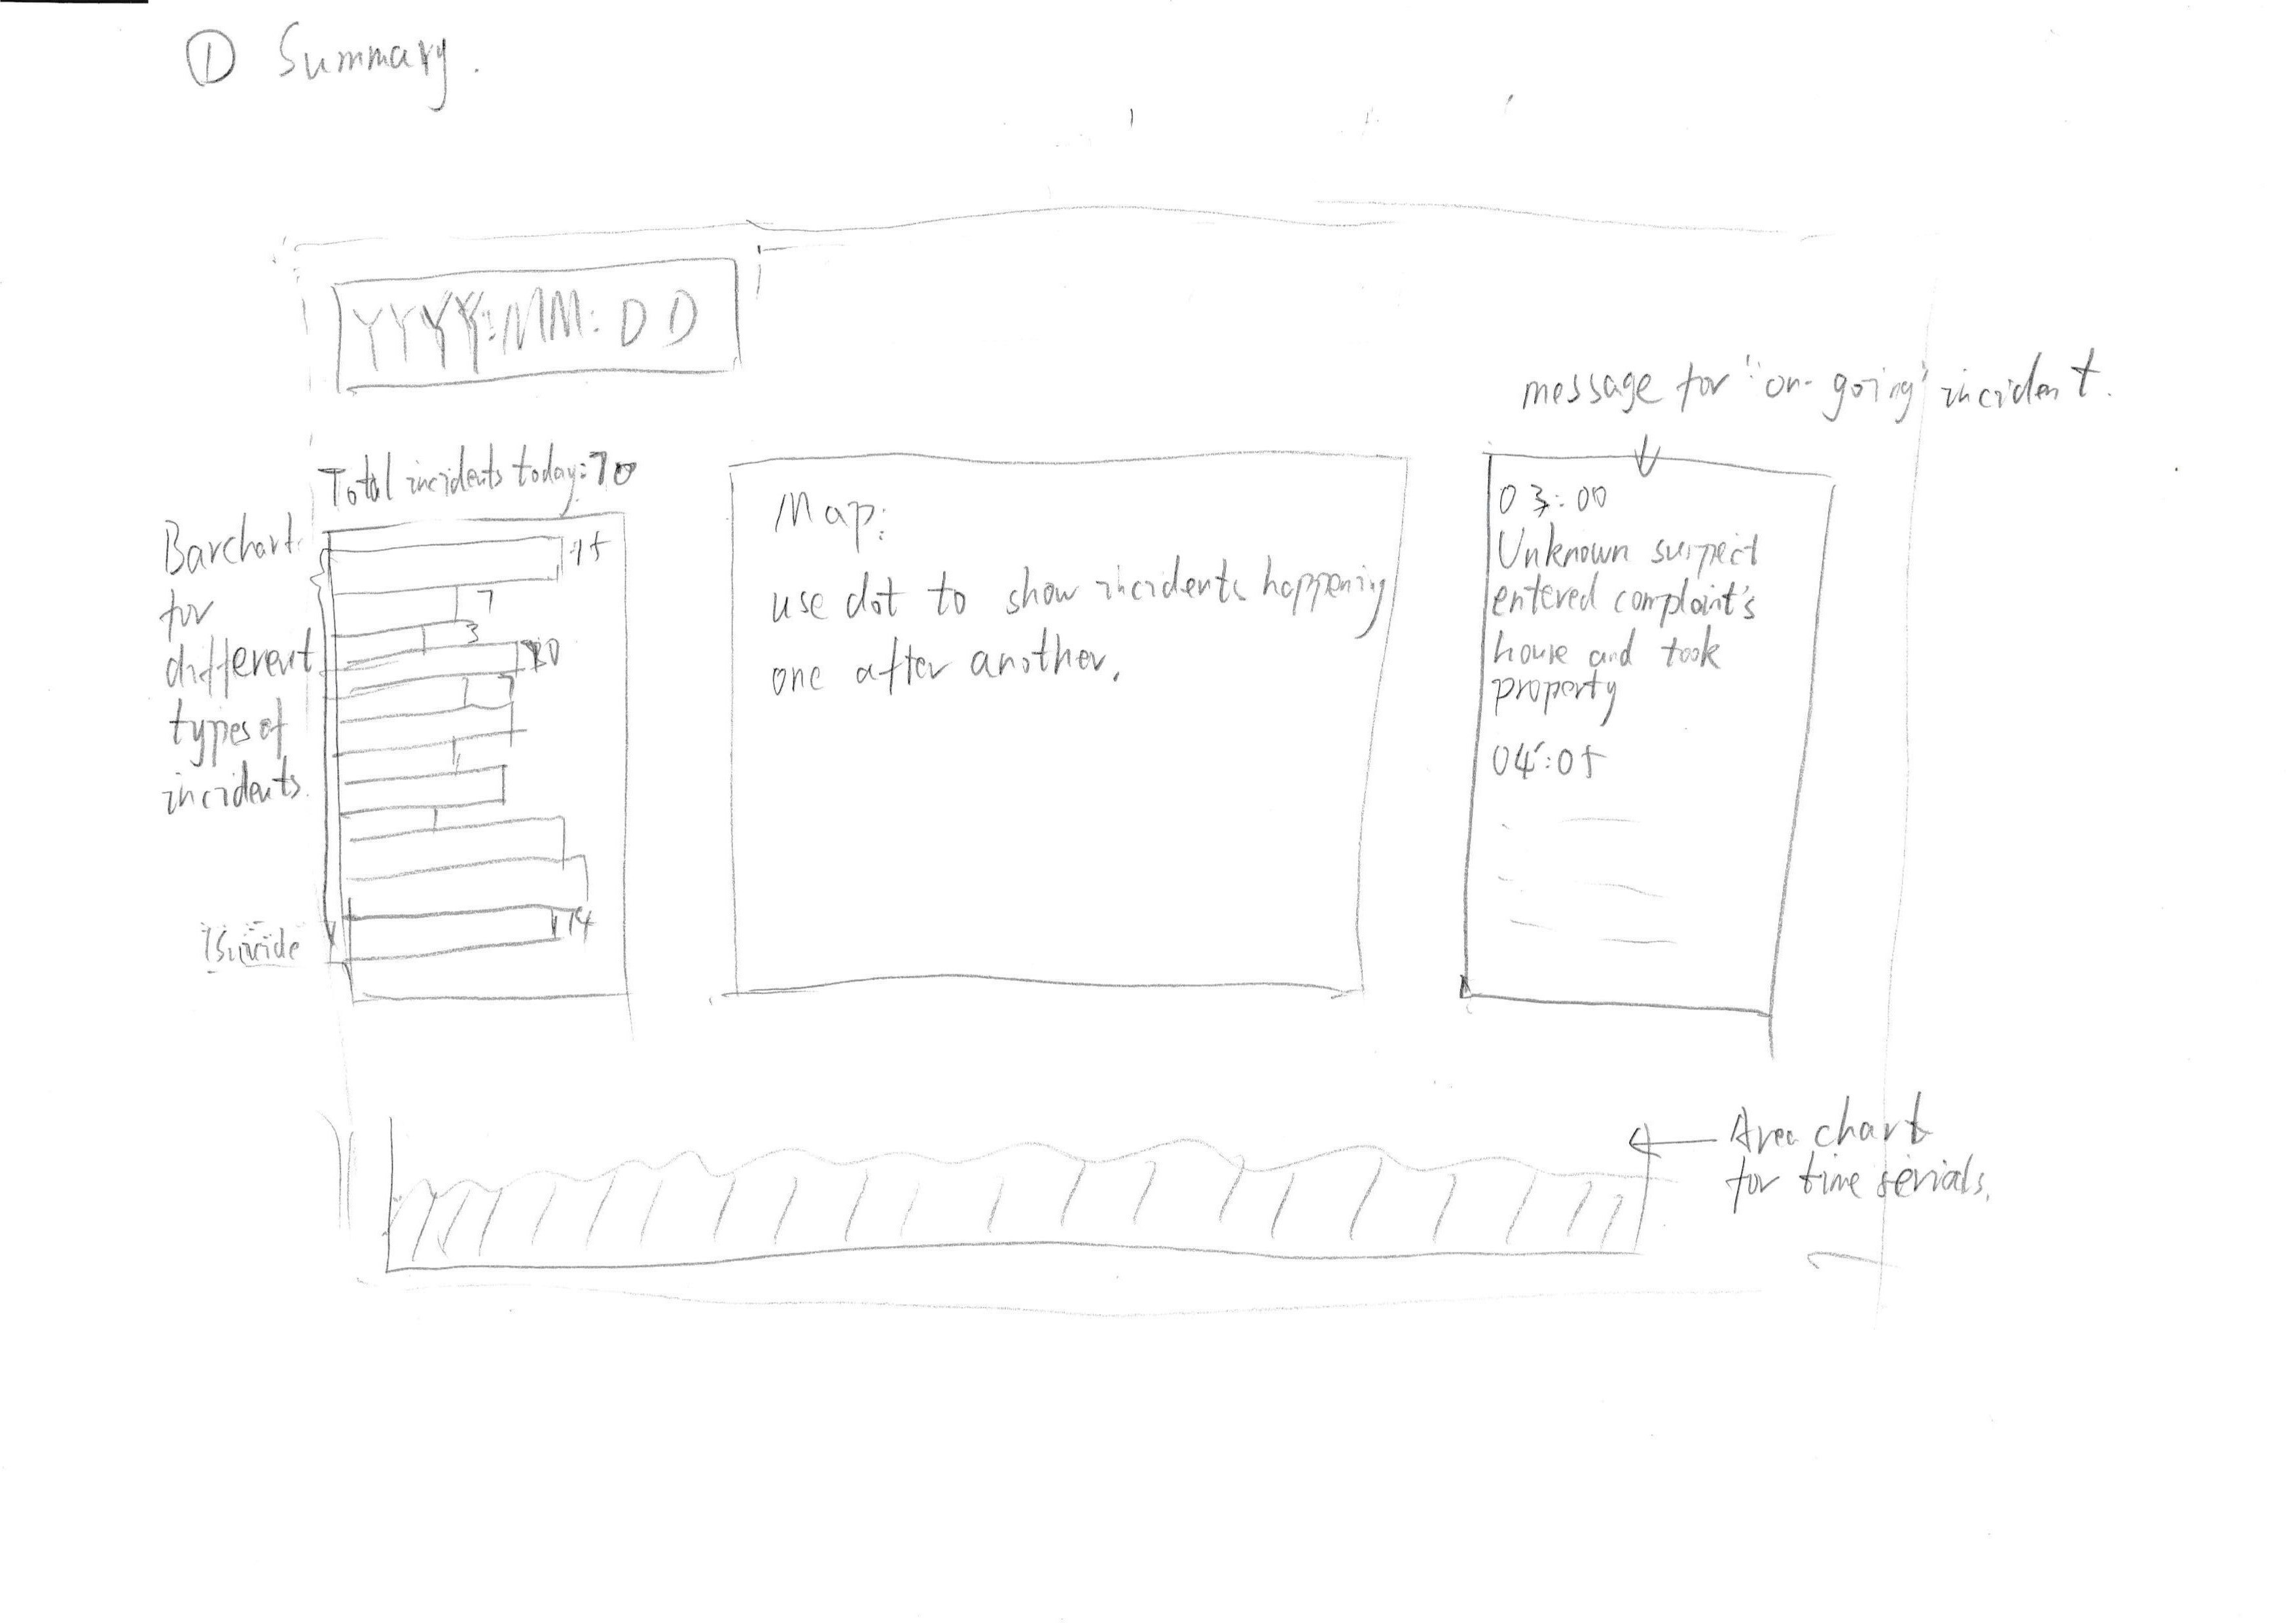 ① Summary.
YYYY:MM:DD
message for "on-going" incident.
Total incidents today: 70
Barchart
for
different
types of
incidents.
15
7
3
10
7
14
Suicide
Map:
use dot to show incidents happening
one after another.
03:00
Unknown suspect
entered complaint's
house and took
property
04:05
Area chart
for time serials.